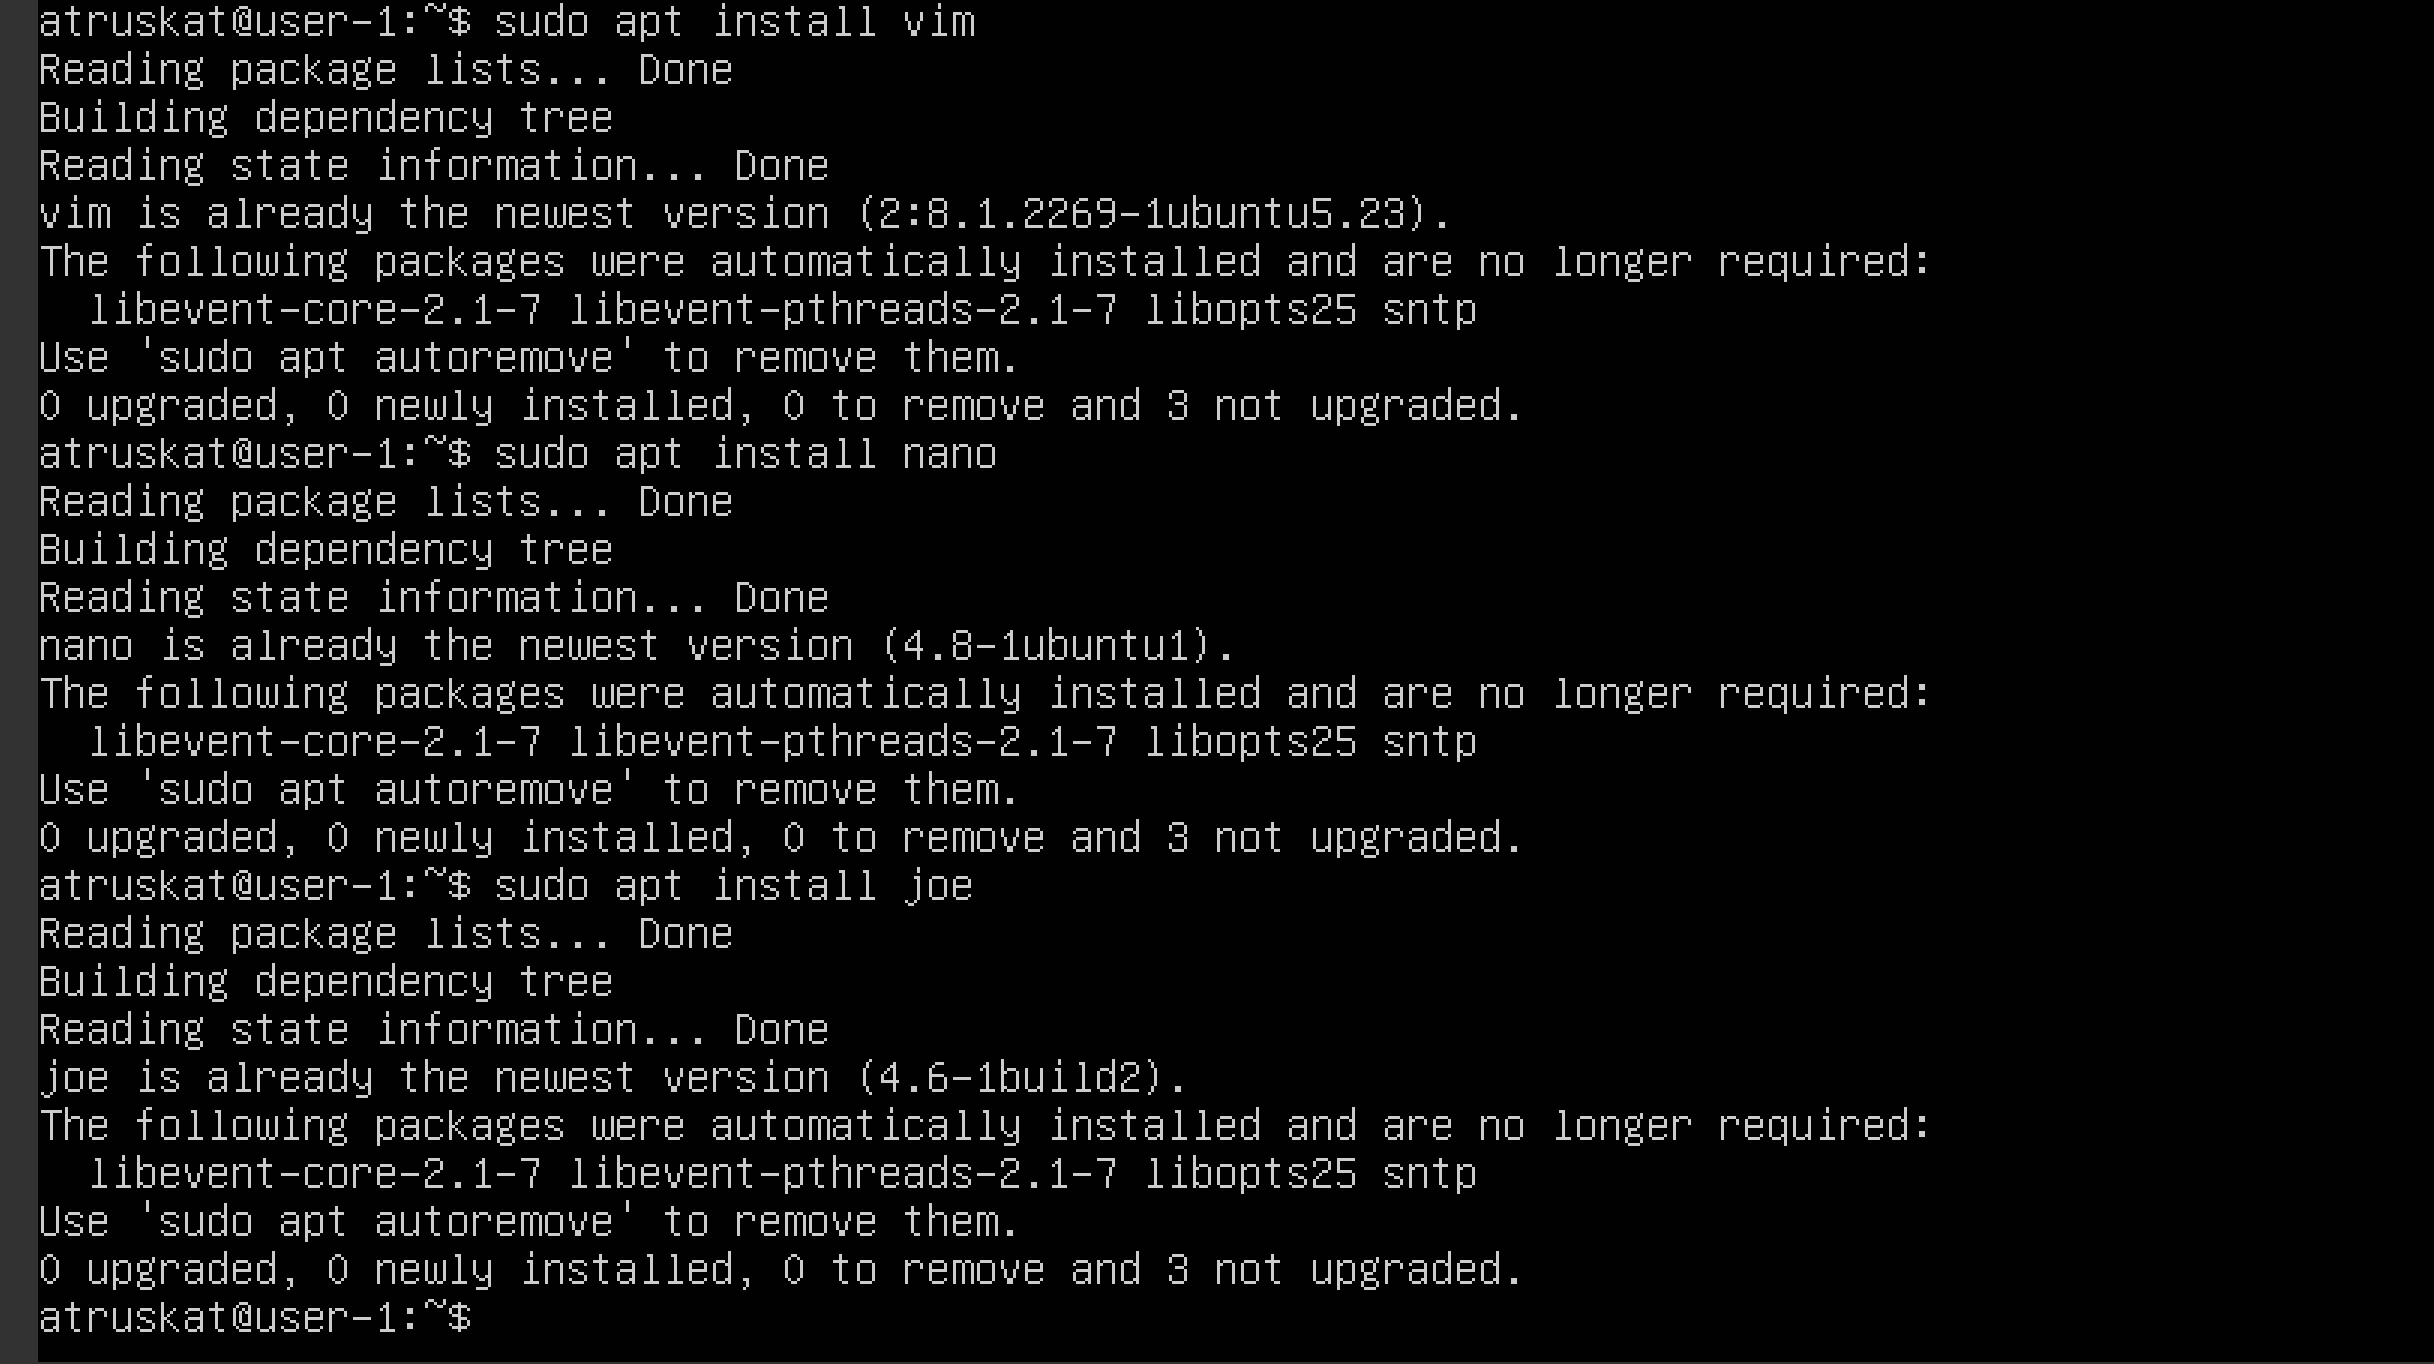 atruskat@user-1:~$ sudo apt install vim
Reading package lists... Done
Building dependency tree
Reading state information... Done
vim is already the newest version (2:8.1.2269-1ubuntu5.23).
The following packages were automatically installed and are no longer required:
  libevent-core-2.1-7 libevent-pthreads-2.1-7 libopts25 sntp
Use 'sudo apt autoremove' to remove them.
0 upgraded, 0 newly installed, 0 to remove and 3 not upgraded.
atruskat@user-1:~$ sudo apt install nano
Reading package lists... Done
Building dependency tree
Reading state information... Done
nano is already the newest version (4.8-1ubuntu1).
The following packages were automatically installed and are no longer required:
  libevent-core-2.1-7 libevent-pthreads-2.1-7 libopts25 sntp
Use 'sudo apt autoremove' to remove them.
0 upgraded, 0 newly installed, 0 to remove and 3 not upgraded.
atruskat@user-1:~$ sudo apt install joe
Reading package lists... Done
Building dependency tree
Reading state information... Done
joe is already the newest version (4.6-1build2).
The following packages were automatically installed and are no longer required:
  libevent-core-2.1-7 libevent-pthreads-2.1-7 libopts25 sntp
Use 'sudo apt autoremove' to remove them.
0 upgraded, 0 newly installed, 0 to remove and 3 not upgraded.
atruskat@user-1:~$